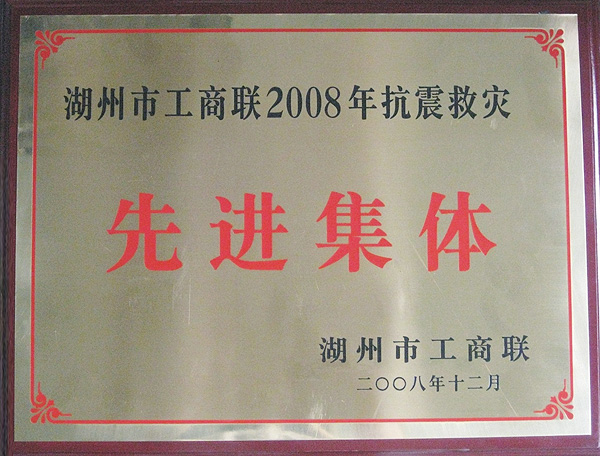 湖州市工商联2008年抗震救灾
先进集体
湖州市工商联
二〇〇八年十二月